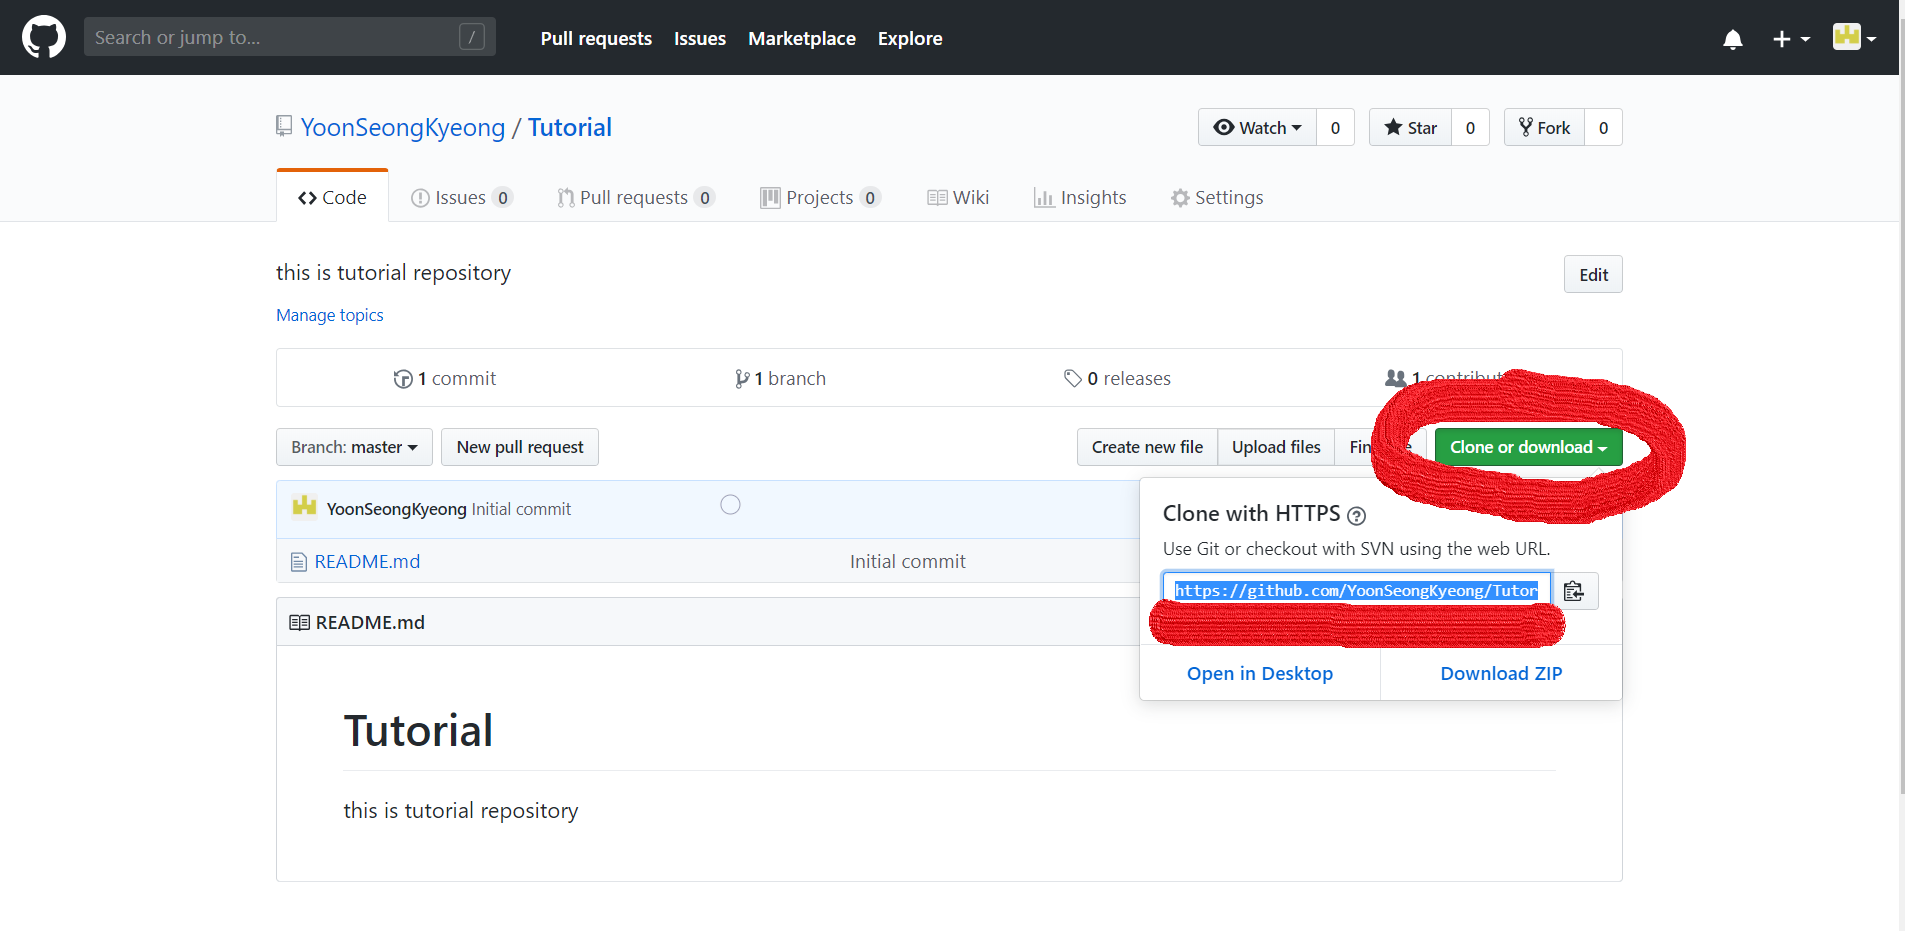 Search or jump to... /
Pull requests Issues Marketplace Explore
YoonSeongKyeong / Tutorial
Watch 0 Star 0 Fork 0
Code Issues 0 Pull requests 0 Projects 0 Wiki Insights Settings
this is tutorial repository
Edit
Manage topics
1 commit 1 branch 0 releases 1
Branch: master New pull request Create new file Upload files Clone or download
YoonSeongKyeong Initial commit
README.md Initial commit
Clone with HTTPS ?
Use Git or checkout with SVN using the web URL.
https://github.com/YoonSeongKyeong/Tutor
Open in Desktop Download ZIP
README.md
Tutorial
this is tutorial repository